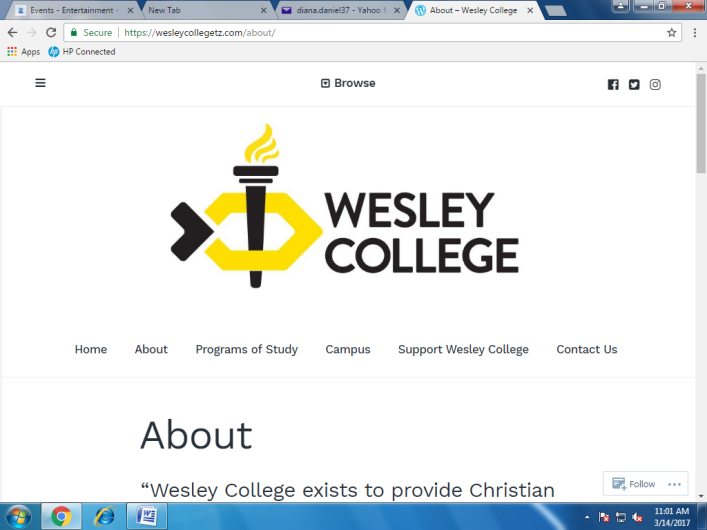 Events - Entertainment -
New Tab
diana.daniel37 - Yahoo
About – Wesley College
Secure
https://wesleycollegetz.com/about/
Apps
HP Connected
Browse
WESLEY
COLLEGE
Home
About
Programs of Study
Campus
Support Wesley College
Contact Us
About
“Wesley College exists to provide Christian
Follow
11:01 AM
3/14/2017